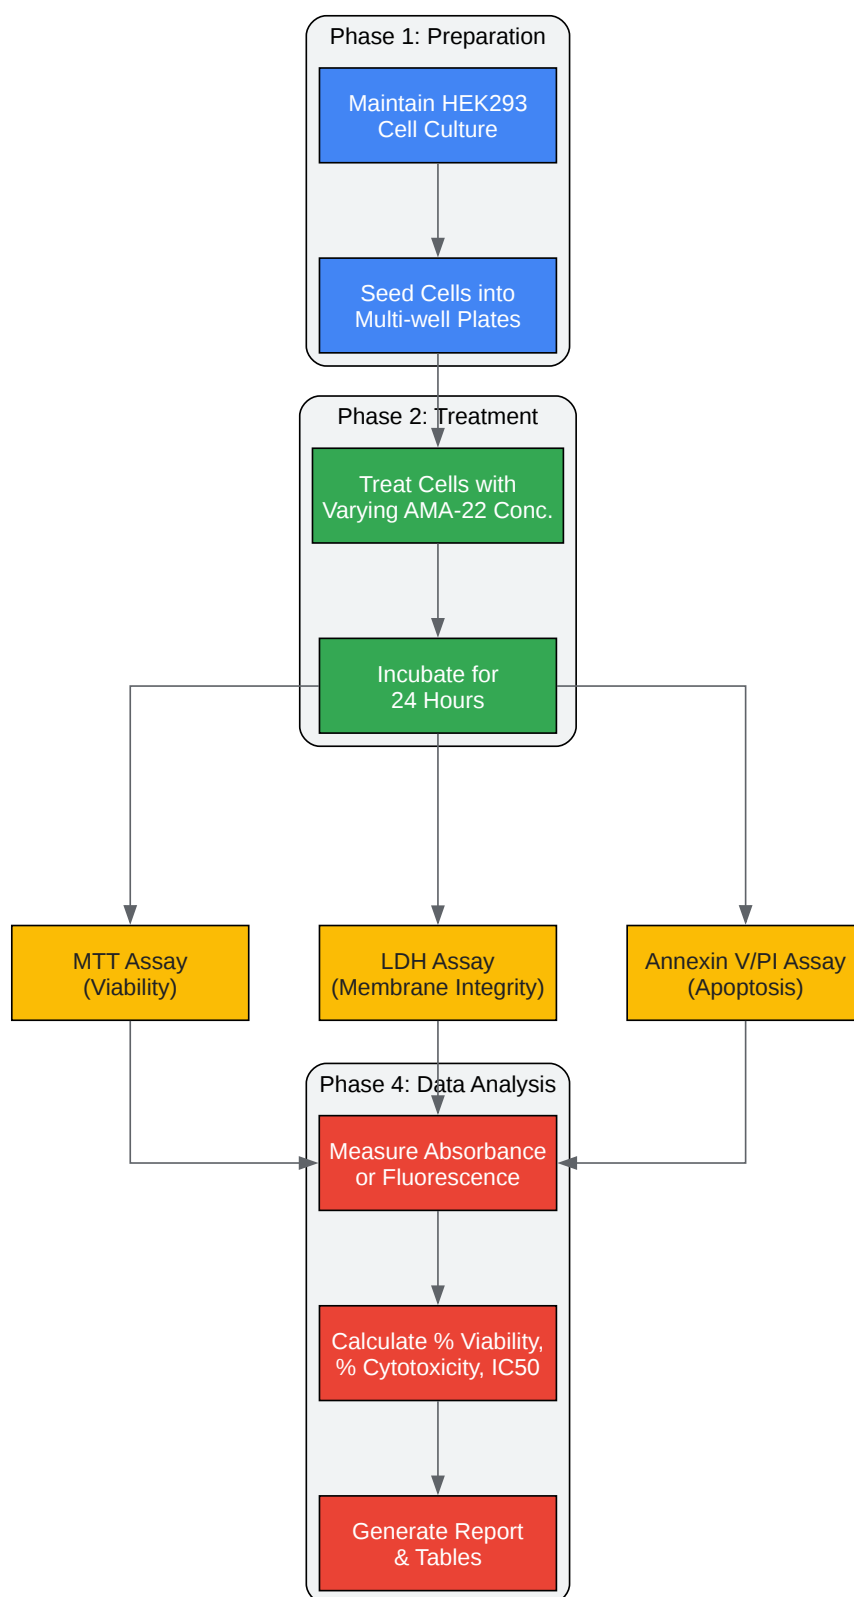 Phase 1: Preparation
Maintain HEK293
Cell Culture
Seed Cells into
Multi-well Plates
Phase 2: Treatment
Treat Cells with
Varying AMA-22 Conc.
Incubate for
24 Hours
MTT Assay
(Viability)
LDH Assay
(Membrane Integrity)
Annexin V/PI Assay
(Apoptosis)
Phase 4: Data Analysis
Measure Absorbance
or Fluorescence
Calculate % Viability,
% Cytotoxicity, IC50
Generate Report
& Tables